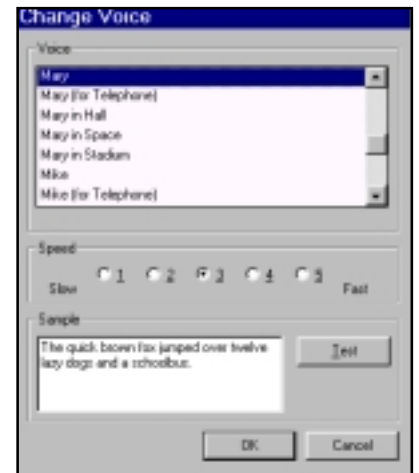 Change Voice
Voice
Mary
Mary (for Telephone)
Mary in Hall
Mary in Space
Mary in Stadium
Mike
Mike (for Telephone)
Speed
Slow 1 2 3 4 5 Fast
Sample
The quick brown fox jumped over twelve
lazy dogs and a schoolbus.
Test
OK Cancel